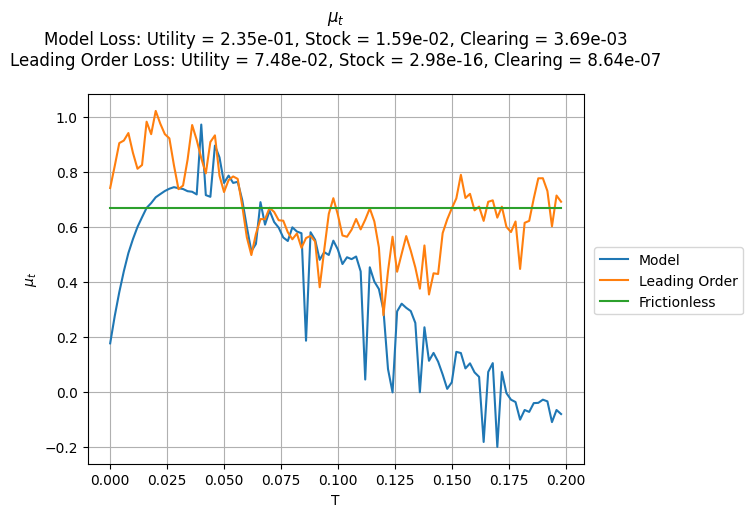 μt
Model Loss: Utility = 2.35e-01, Stock = 1.59e-02, Clearing = 3.69e-03
Leading Order Loss: Utility = 7.48e-02, Stock = 2.98e-16, Clearing = 8.64e-07
1.0
0.8
0.6
0.4
0.2
0.0
−0.2
μt
0.000 0.025 0.050 0.075 0.100 0.125 0.150 0.175 0.200
T
Model
Leading Order
Frictionless